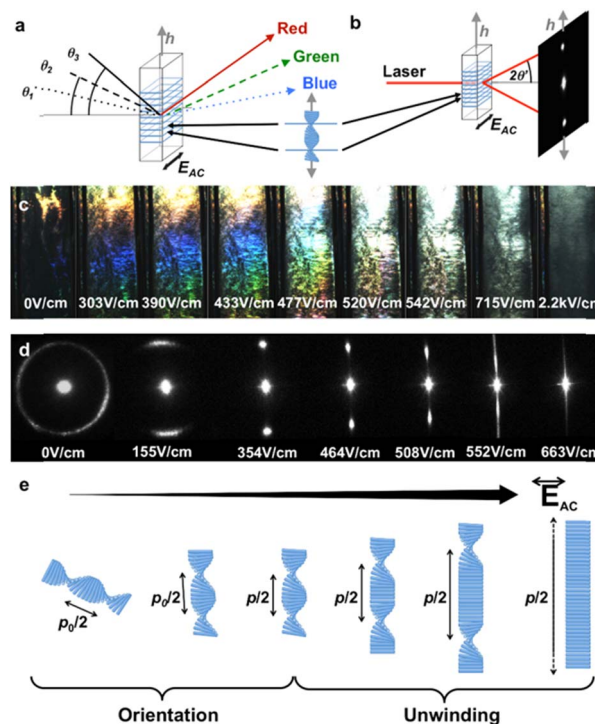 a
h
θ3
θ2
θ1
Red
Green
Blue
EAC
b
h
Laser
2θ'
EAC
c
0V/cm 303V/cm 390V/cm 433V/cm 477V/cm 520V/cm 542V/cm 715V/cm 2.2kV/cm
d
0V/cm 155V/cm 354V/cm 464V/cm 508V/cm 552V/cm 663V/cm
e
EAC
p0/2 p0/2 p/2 p/2 p/2 p/2
Orientation Unwinding